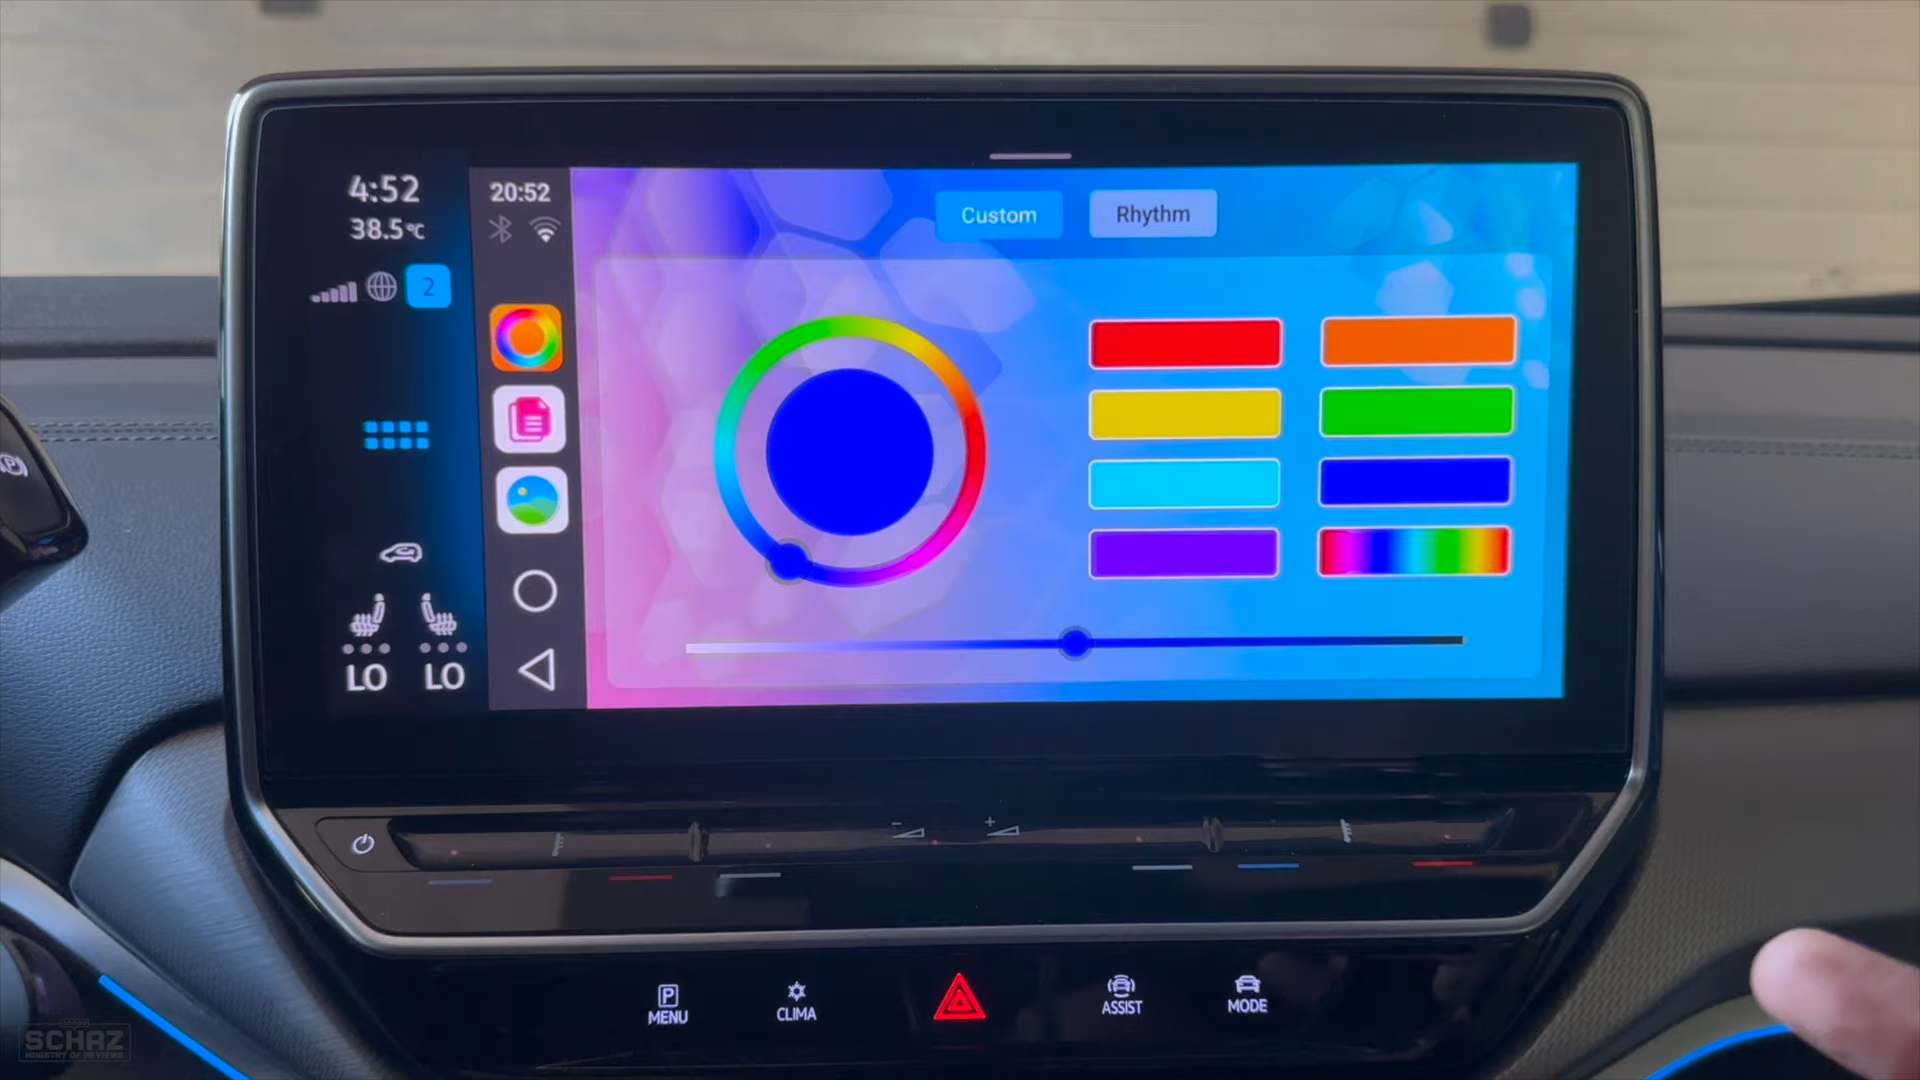 4:52
38.5°C
2
20:52
Custom
Rhythm
LO
LO
P
MENU
CLIMA
ASSIST
MODE
P
SCHAZ
MINISTRY OF REVIEWS